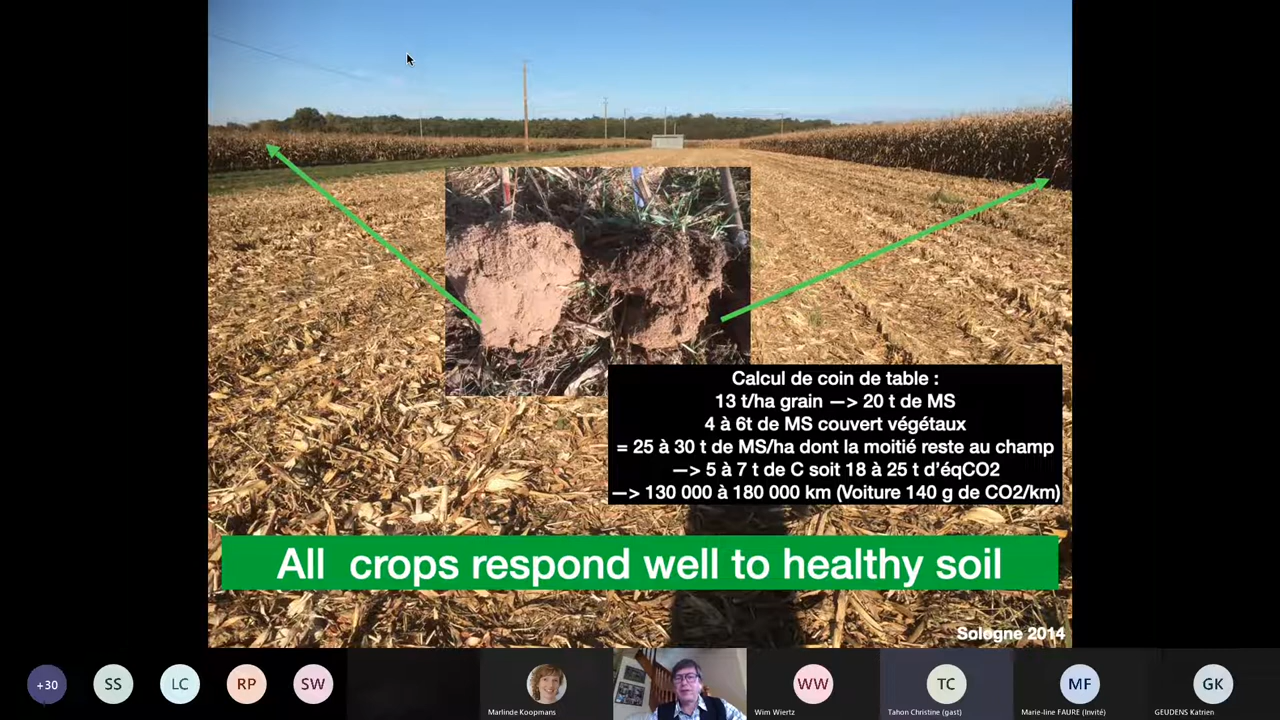 Calcul de coin de table :
13 t/ha grain —> 20 t de MS
4 à 6t de MS couvert végétaux
= 25 à 30 t de MS/ha dont la moitié reste au champ
—> 5 à 7 t de C soit 18 à 25 t d'éqCO2
—> 130 000 à 180 000 km (Voiture 140 g de CO2/km)
All crops respond well to healthy soil
Sologne 2014
+30
SS
LC
RP
SW
WW
TC
MF
GK
Marlinde Koopmans
Wim Wiertz
Tahon Christine (gast)
Marie-line FAURE (Invité)
GEUDENS Katrien